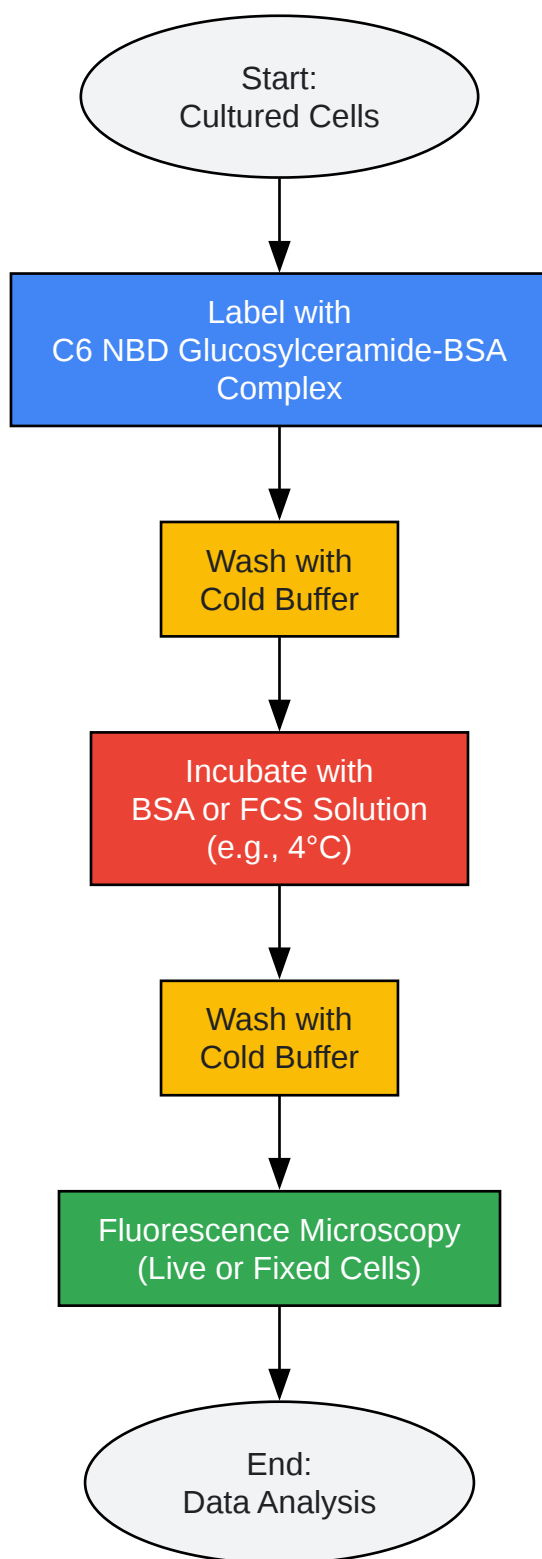 Start:
Cultured Cells
Label with
C6 NBD Glucosylceramide-BSA
Complex
Wash with
Cold Buffer
Incubate with
BSA or FCS Solution
(e.g., 4°C)
Wash with
Cold Buffer
Fluorescence Microscopy
(Live or Fixed Cells)
End:
Data Analysis